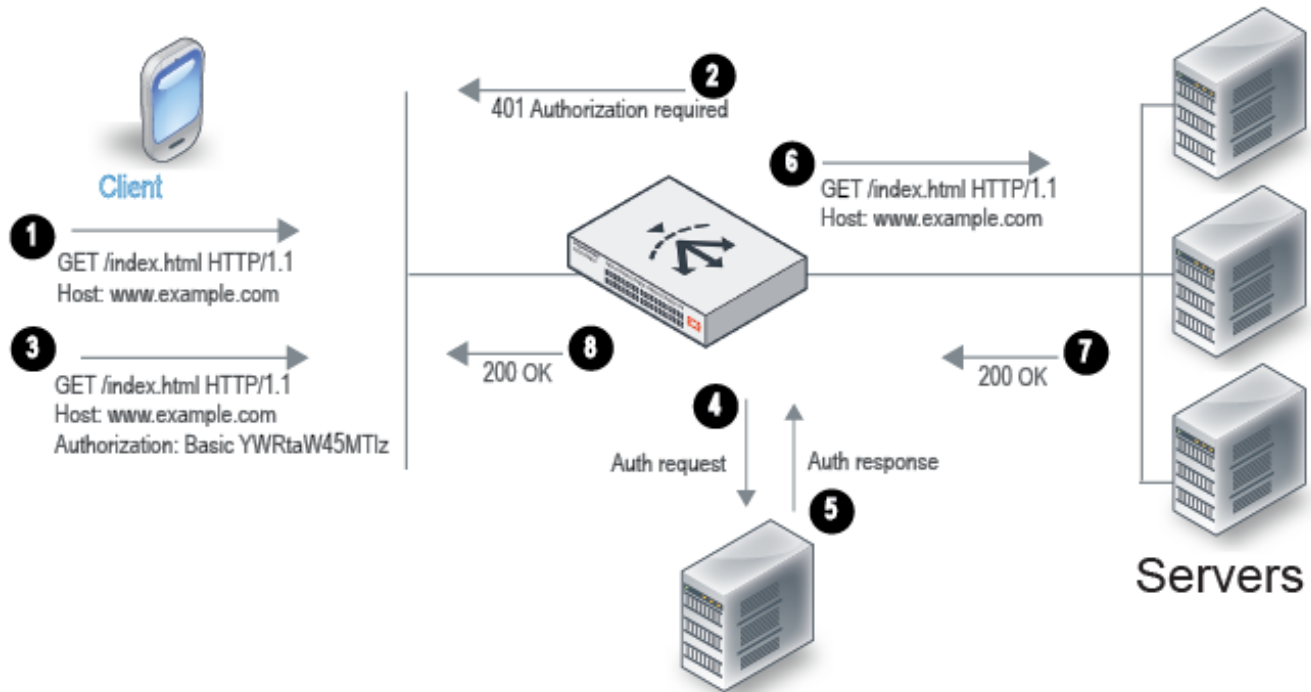 2
401 Authorization required
Client
6
GET /index.html HTTP/1.1
Host: www.example.com
1
GET /index.html HTTP/1.1
Host: www.example.com
3
GET /index.html HTTP/1.1
Host: www.example.com
Authorization: Basic YWRtaW45MTIz
8
200 OK
7
200 OK
4
Auth request
Auth response
5
Servers